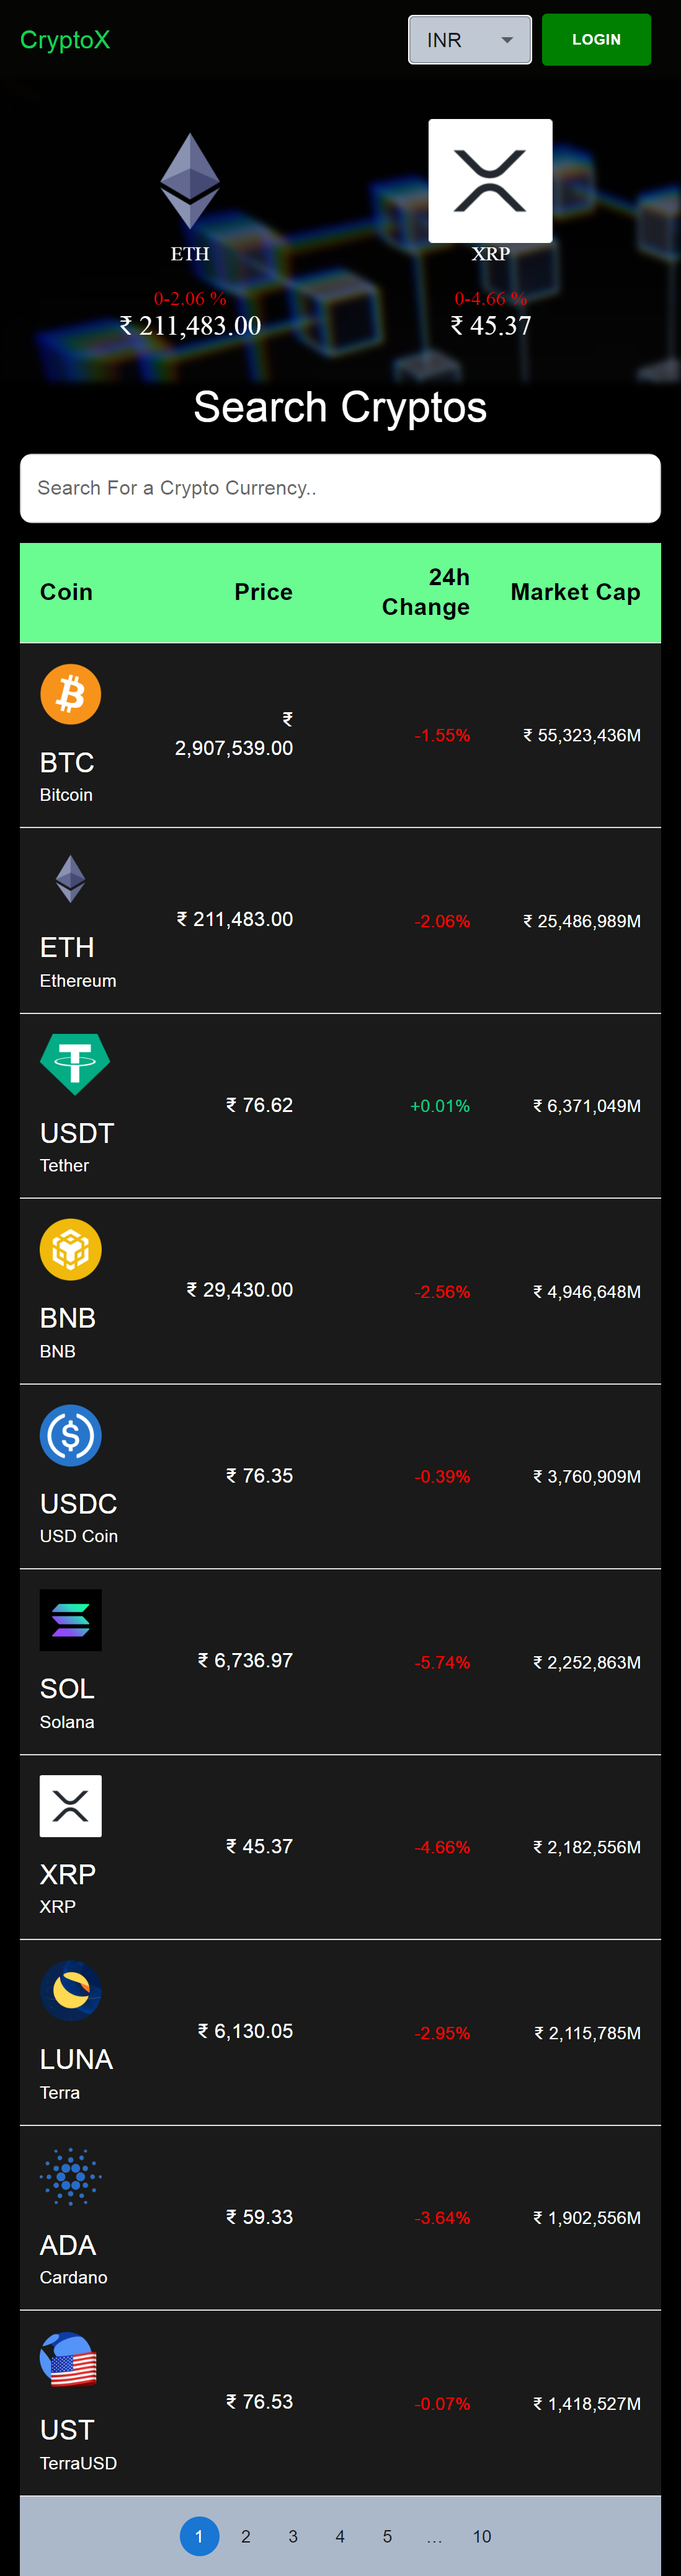 CryptoX
INR
LOGIN
ETH
XRP
0-2.06 %
0-4.66 %
₹ 211,483.00
₹ 45.37
Search Cryptos
Search For a Crypto Currency..
Coin
Price
24h
Change
Market Cap
BTC
Bitcoin
₹
2,907,539.00
-1.55%
₹ 55,323,436M
ETH
Ethereum
₹ 211,483.00
-2.06%
₹ 25,486,989M
USDT
Tether
₹ 76.62
+0.01%
₹ 6,371,049M
BNB
BNB
₹ 29,430.00
-2.56%
₹ 4,946,648M
USDC
USD Coin
₹ 76.35
-0.39%
₹ 3,760,909M
SOL
Solana
₹ 6,736.97
-5.74%
₹ 2,252,863M
XRP
XRP
₹ 45.37
-4.66%
₹ 2,182,556M
LUNA
Terra
₹ 6,130.05
-2.95%
₹ 2,115,785M
ADA
Cardano
₹ 59.33
-3.64%
₹ 1,902,556M
UST
TerraUSD
₹ 76.53
-0.07%
₹ 1,418,527M
1 2 3 4 5 … 10